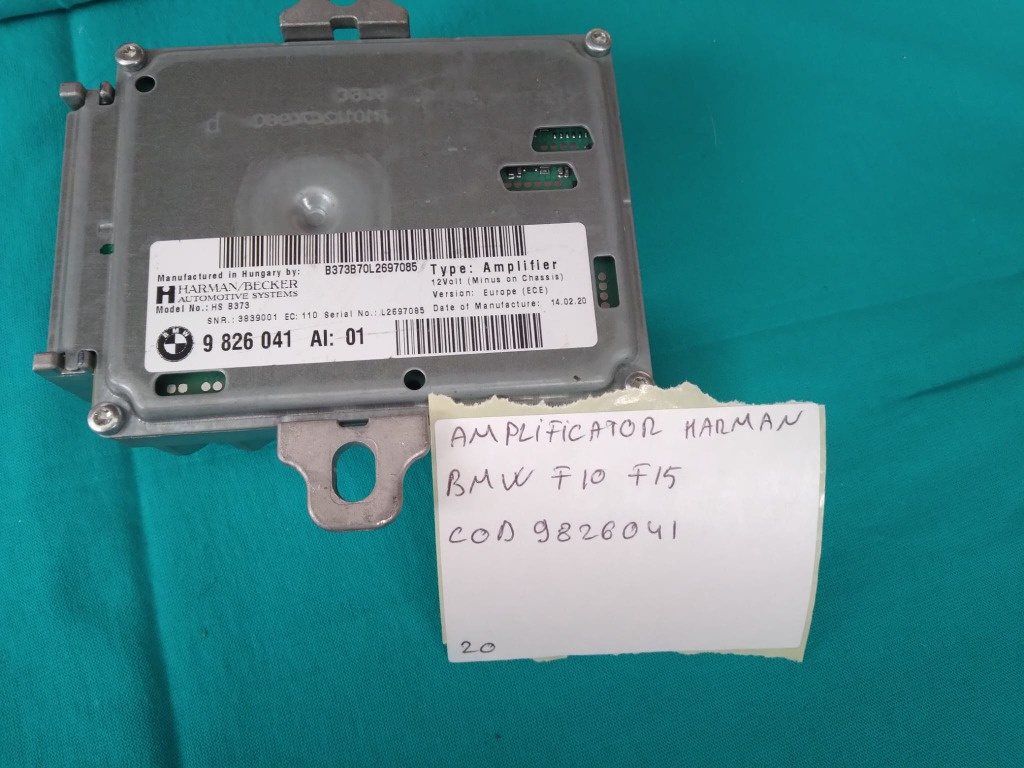 Manufactured in Hungary by:
HARMAN/BECKER
AUTOMOTIVE SYSTEMS
Model No.: HS B373
B373B70L2697085
Type: Amplifier
12Volt (Minus on Chassis)
Version: Europe (ECE)
Date of Manufacture: 14.02.20
SNR.: 3839001 EC: 110 Serial No.: L2697085
BMW
9 826 041 AI: 01
AMPLIFICATOR HARMAN
BMW F10 F15
COD 9826041
20